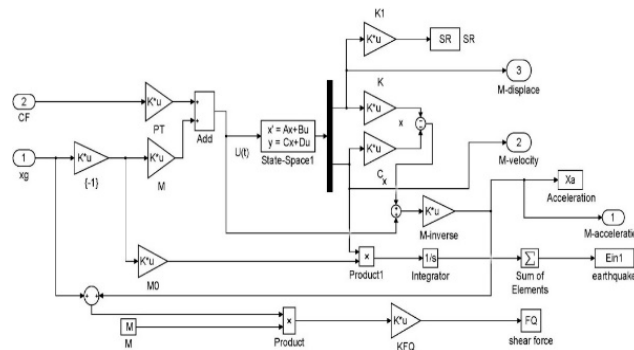 K1
K*u
SR
SR
K
3
M-displace
2
CF
K*u
PT
Add
K*u
x
x' = Ax+Bu
y = Cx+Du
U(t)
State-Space1
K*u
2
M-velocity
1
xg
K*u
{-1}
K*u
M
C_x
Xa
Acceleration
K*u
M-inverse
1
M-acceleratic
K*u
M0
×
Product1
1/s
Integrator
∑
Sum of
Elements
Ein1
earthquake
M
M
×
Product
K*u
KFQ
FQ
shear force